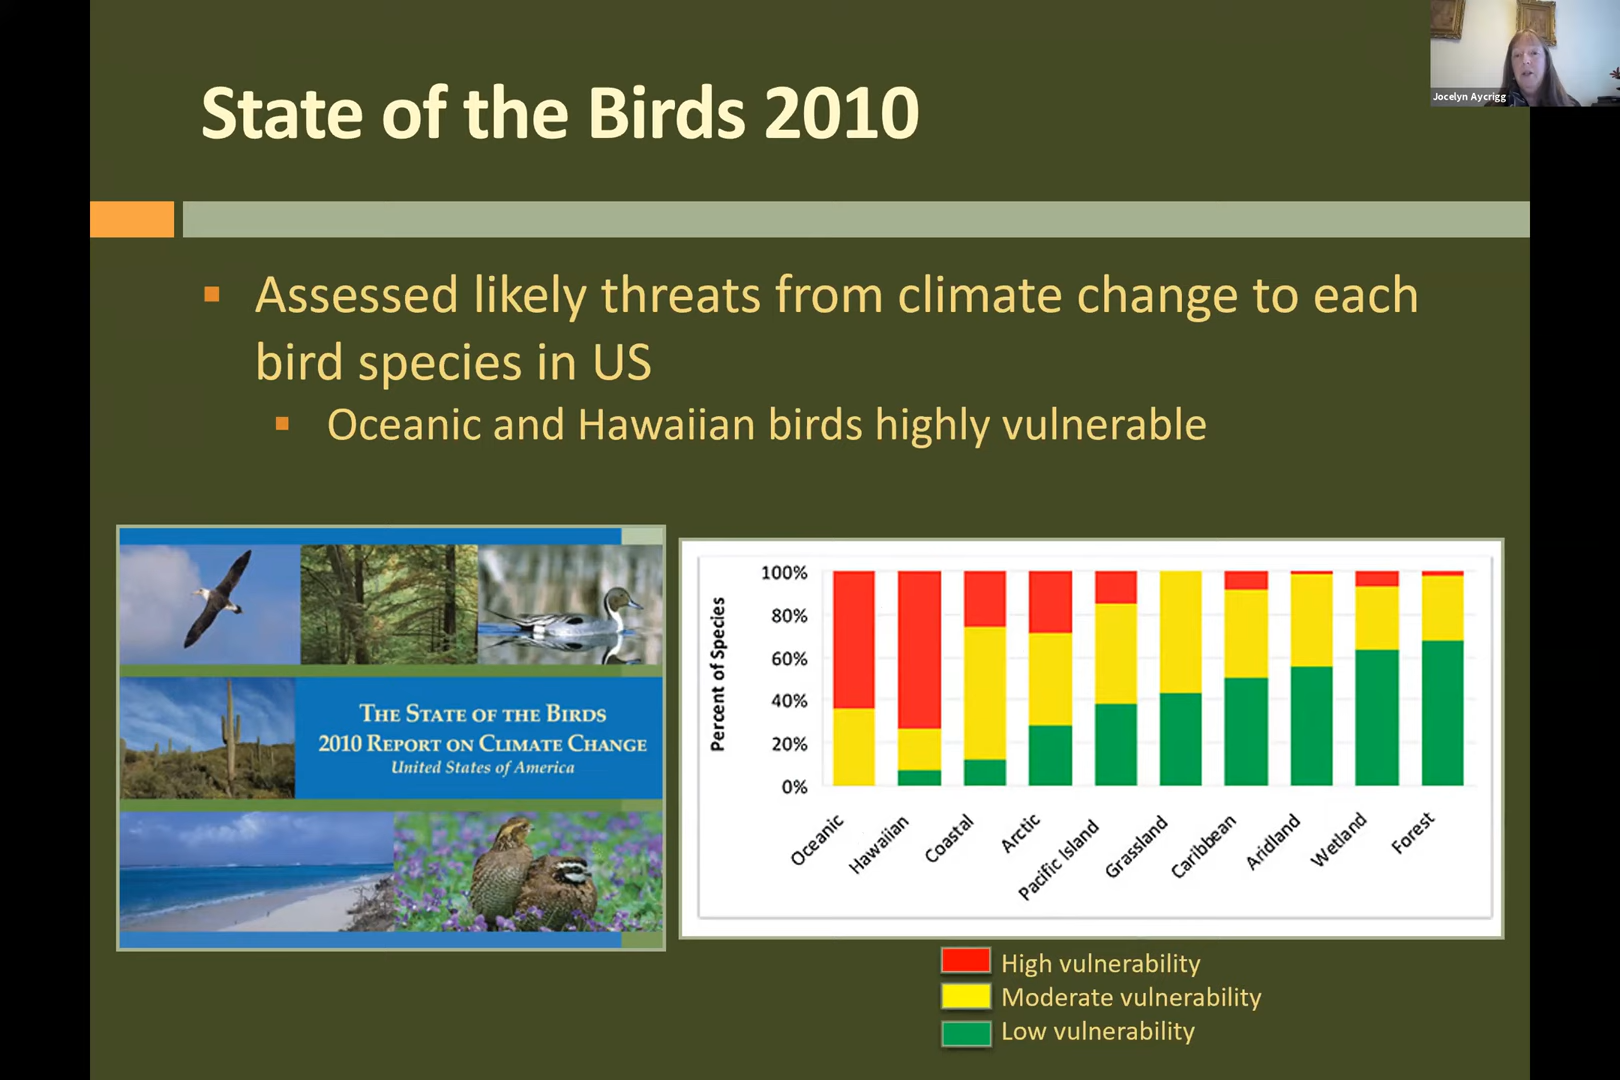 Jocelyn Aycrigg
State of the Birds 2010
Assessed likely threats from climate change to each
bird species in US
Oceanic and Hawaiian birds highly vulnerable
THE STATE OF THE BIRDS
2010 REPORT ON CLIMATE CHANGE
United States of America
Percent of Species
100%
80%
60%
40%
20%
0%
Oceanic
Hawaiian
Coastal
Arctic
Pacific Island
Grassland
Caribbean
Aridland
Wetland
Forest
High vulnerability
Moderate vulnerability
Low vulnerability